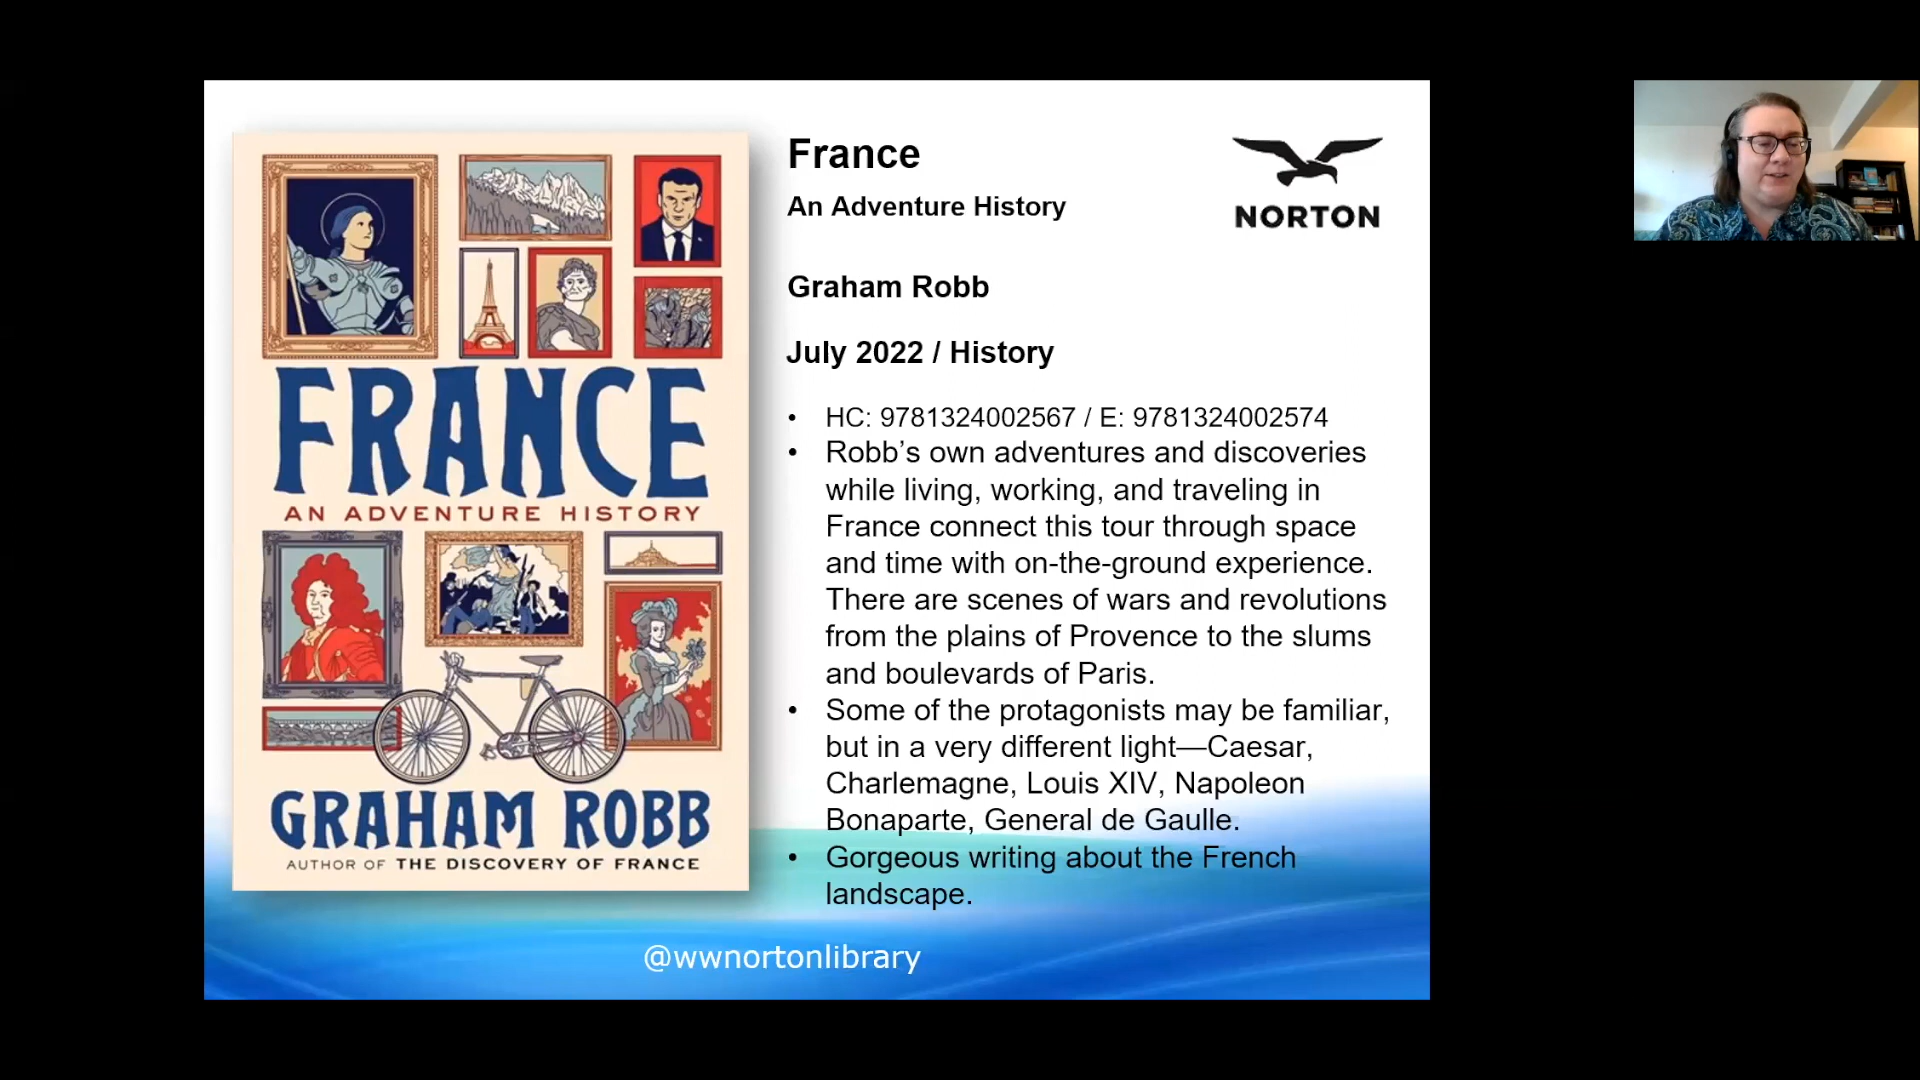 FRANCE
AN ADVENTURE HISTORY
GRAHAM ROBB
AUTHOR OF THE DISCOVERY OF FRANCE
France
An Adventure History
NORTON
Graham Robb
July 2022 / History
• HC: 9781324002567 / E: 9781324002574
• Robb’s own adventures and discoveries
while living, working, and traveling in
France connect this tour through space
and time with on-the-ground experience.
There are scenes of wars and revolutions
from the plains of Provence to the slums
and boulevards of Paris.
• Some of the protagonists may be familiar,
but in a very different light—Caesar,
Charlemagne, Louis XIV, Napoleon
Bonaparte, General de Gaulle.
• Gorgeous writing about the French
landscape.
@wwnortonlibrary